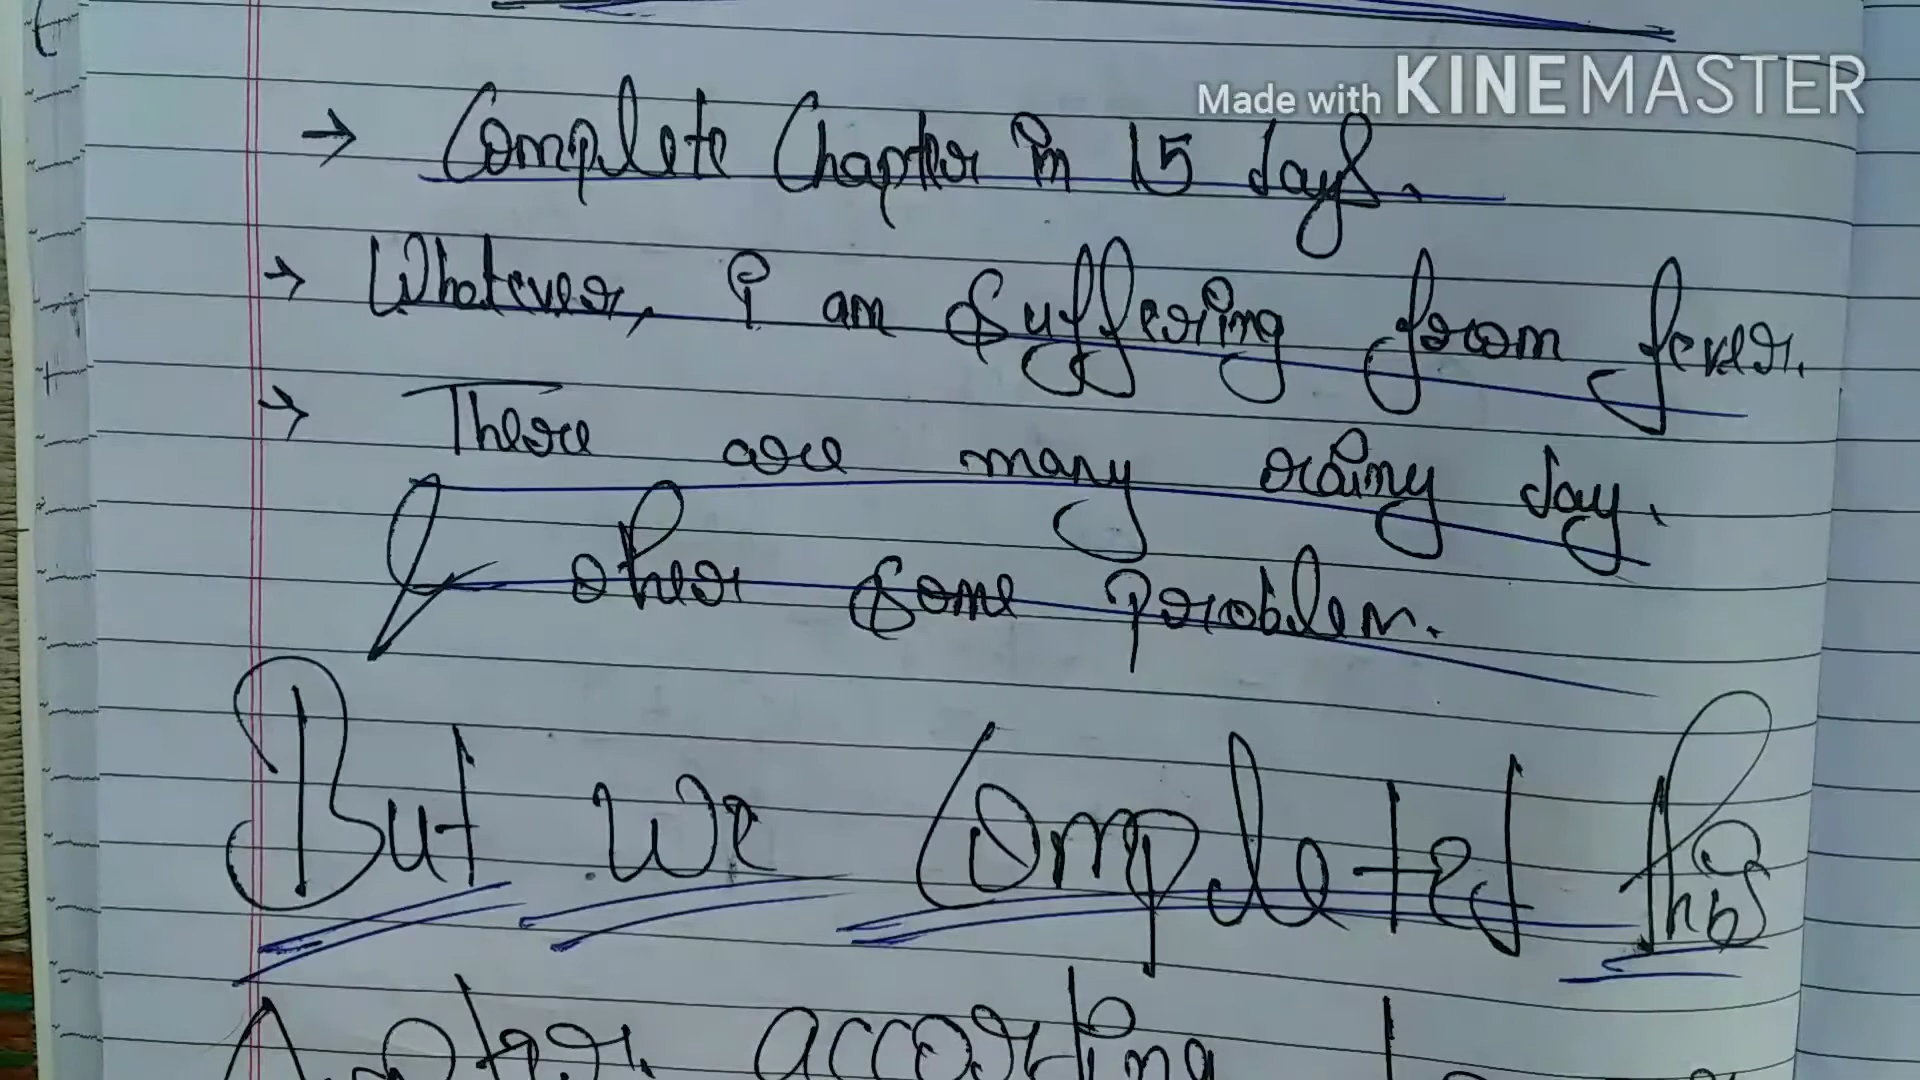 Made with KINEMASTER
→ Complete Chapter in 15 days.
→ Whatever, i am suffering from fever.
→ There are many rainy day.
& other some problem.
But we Completed this
according